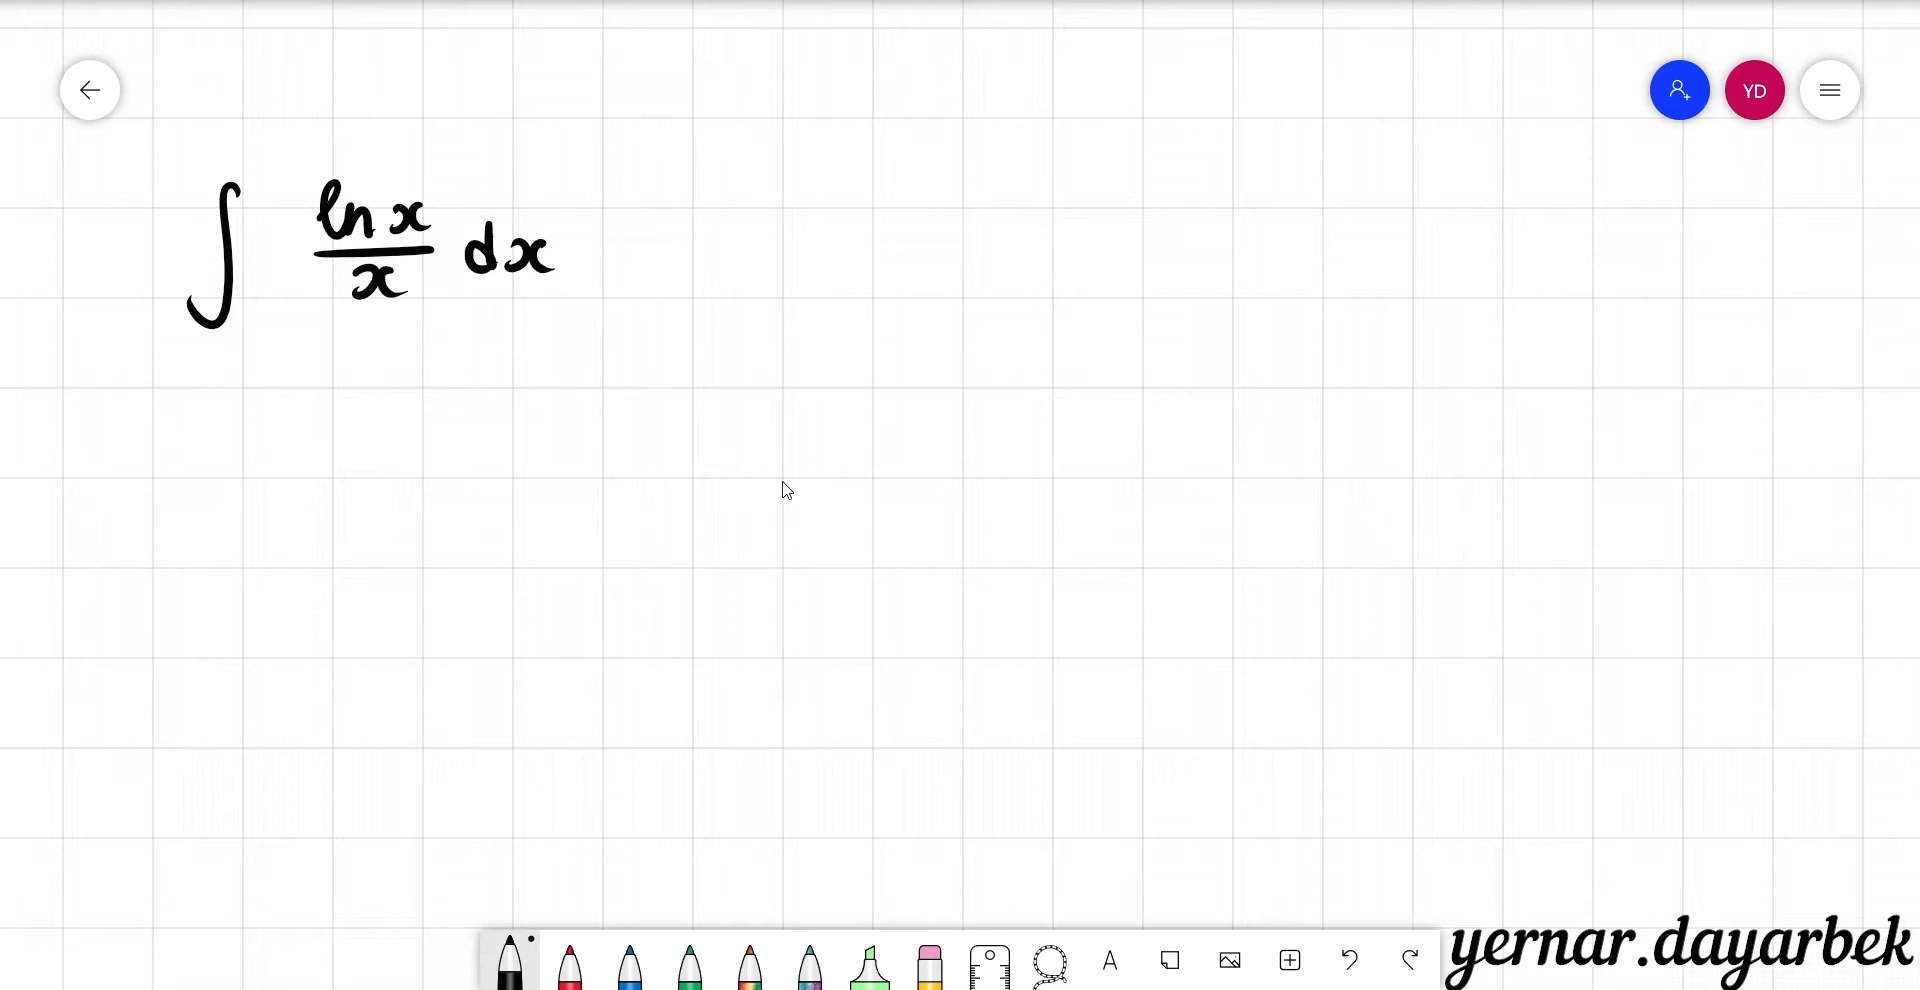 YD
∫ ln x / x dx
A
yernar.dayarbek